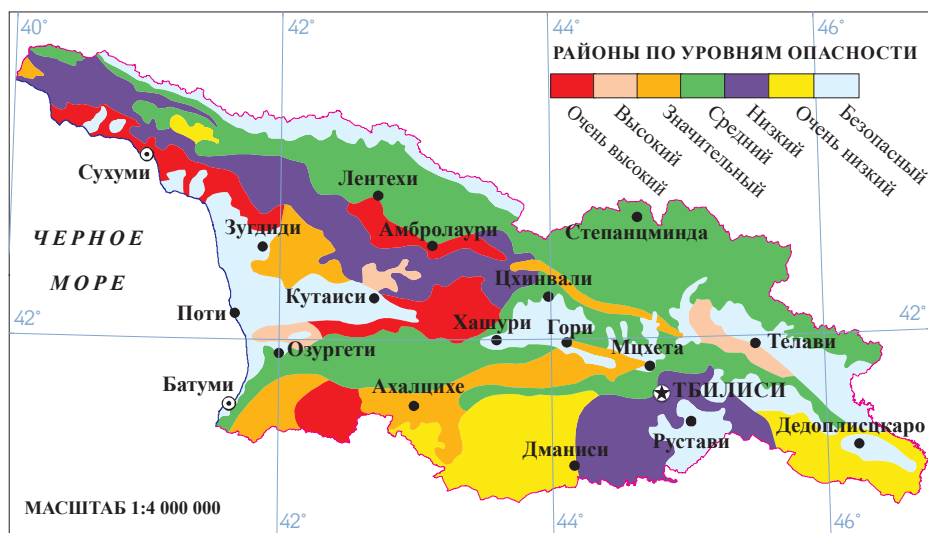 40°
42°
44°
46°
РАЙОНЫ ПО УРОВНЯМ ОПАСНОСТИ
Очень высокий
Высокий
Значительный
Средний
Низкий
Очень низкий
Безопасный
Сухуми
Лентехи
Зугдиди
Амбролаури
Степанцминда
ЧЕРНОЕ
МОРЕ
Цхинвали
Кутаиси
Поти
42°
42°
Хашури
Гори
Телави
Озургети
Мцхета
Батуми
Ахалцихе
ТБИЛИСИ
Рустави
Дедоплисцкаро
Дманиси
МАСШТАБ 1:4 000 000
42°
44°
46°